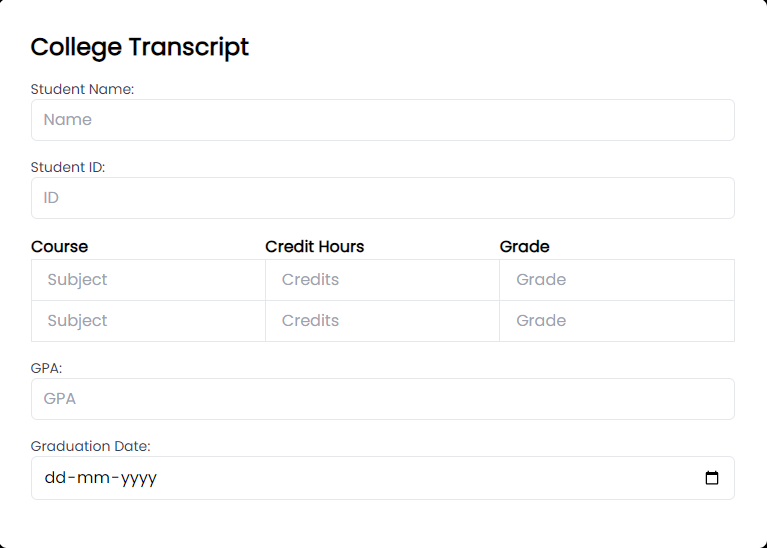 College Transcript
Student Name:
Name
Student ID:
ID
Course Credit Hours Grade
Subject Credits Grade
Subject Credits Grade
GPA:
GPA
Graduation Date:
dd-mm-yyyy